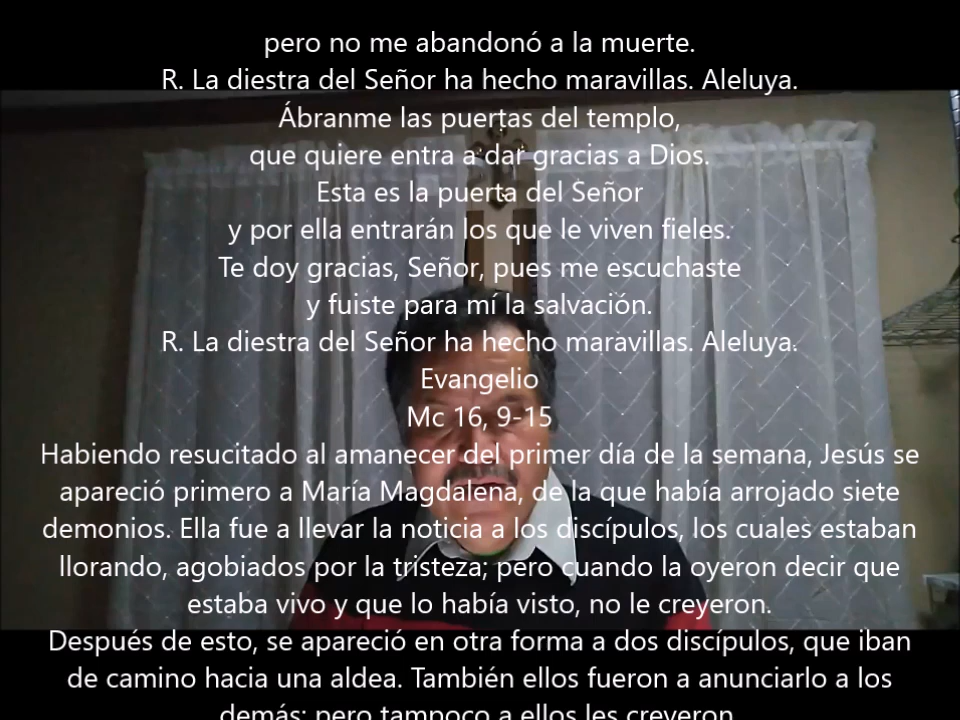 pero no me abandonó a la muerte.
R. La diestra del Señor ha hecho maravillas. Aleluya.
Ábranme las puertas del templo,
que quiere entra a dar gracias a Dios.
Esta es la puerta del Señor
y por ella entrarán los que le viven fieles.
Te doy gracias, Señor, pues me escuchaste
y fuiste para mí la salvación.
R. La diestra del Señor ha hecho maravillas. Aleluya.
Evangelio
Mc 16, 9-15
Habiendo resucitado al amanecer del primer día de la semana, Jesús se
apareció primero a María Magdalena, de la que había arrojado siete
demonios. Ella fue a llevar la noticia a los discípulos, los cuales estaban
llorando, agobiados por la tristeza; pero cuando la oyeron decir que
estaba vivo y que lo había visto, no le creyeron.
Después de esto, se apareció en otra forma a dos discípulos, que iban
de camino hacia una aldea. También ellos fueron a anunciarlo a los
demás; pero tampoco a ellos les creyeron.